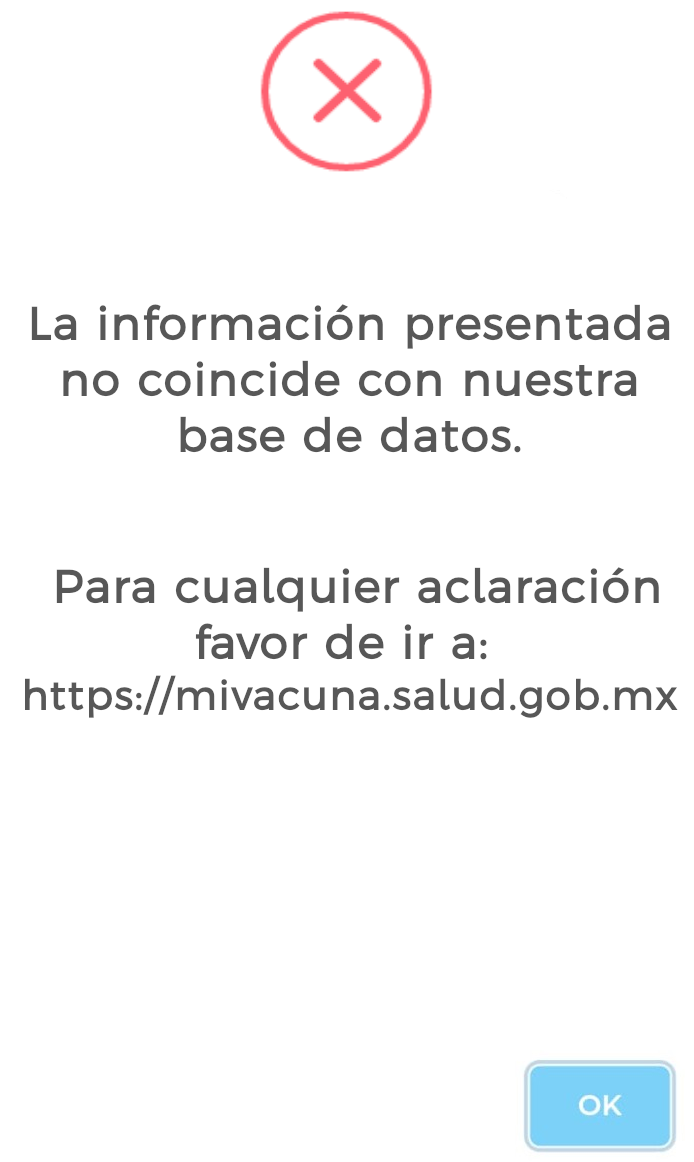 La información presentada
no coincide con nuestra
base de datos.
Para cualquier aclaración
favor de ir a:
https://mivacuna.salud.gob.mx
OK